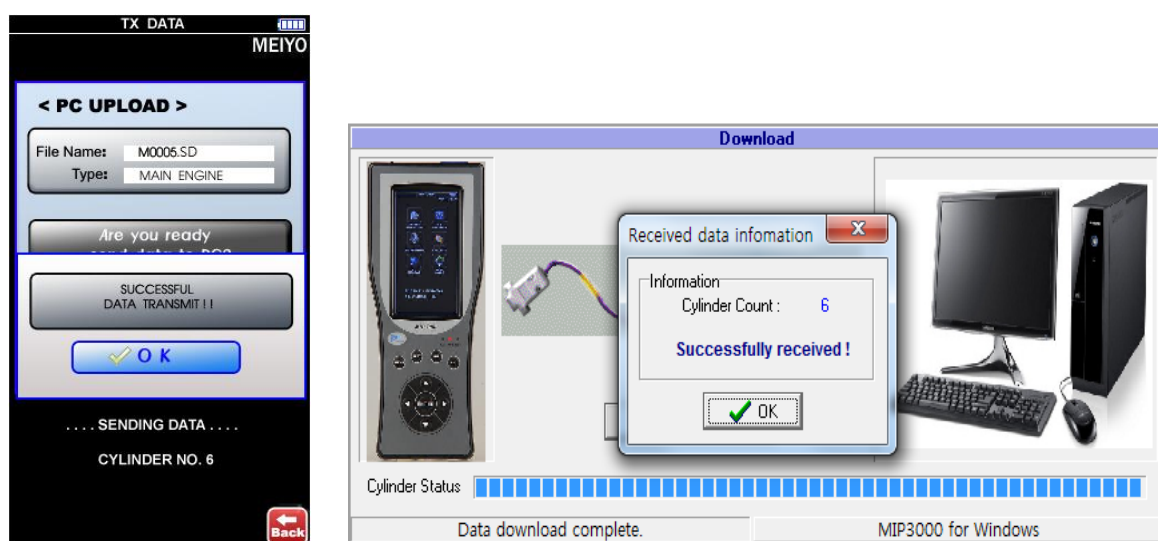 TX DATA
MEIYO
< PC UPLOAD >
File Name: M0005.SD
Type: MAIN ENGINE
Are you ready
SUCCESSFUL
DATA TRANSMIT ! !
O K
. . . . SENDING DATA . . . .
CYLINDER NO. 6
Back
Download
Received data infomation
Information
Cylinder Count : 6
Successfully received !
OK
Cylinder Status
Data download complete.
MIP3000 for Windows